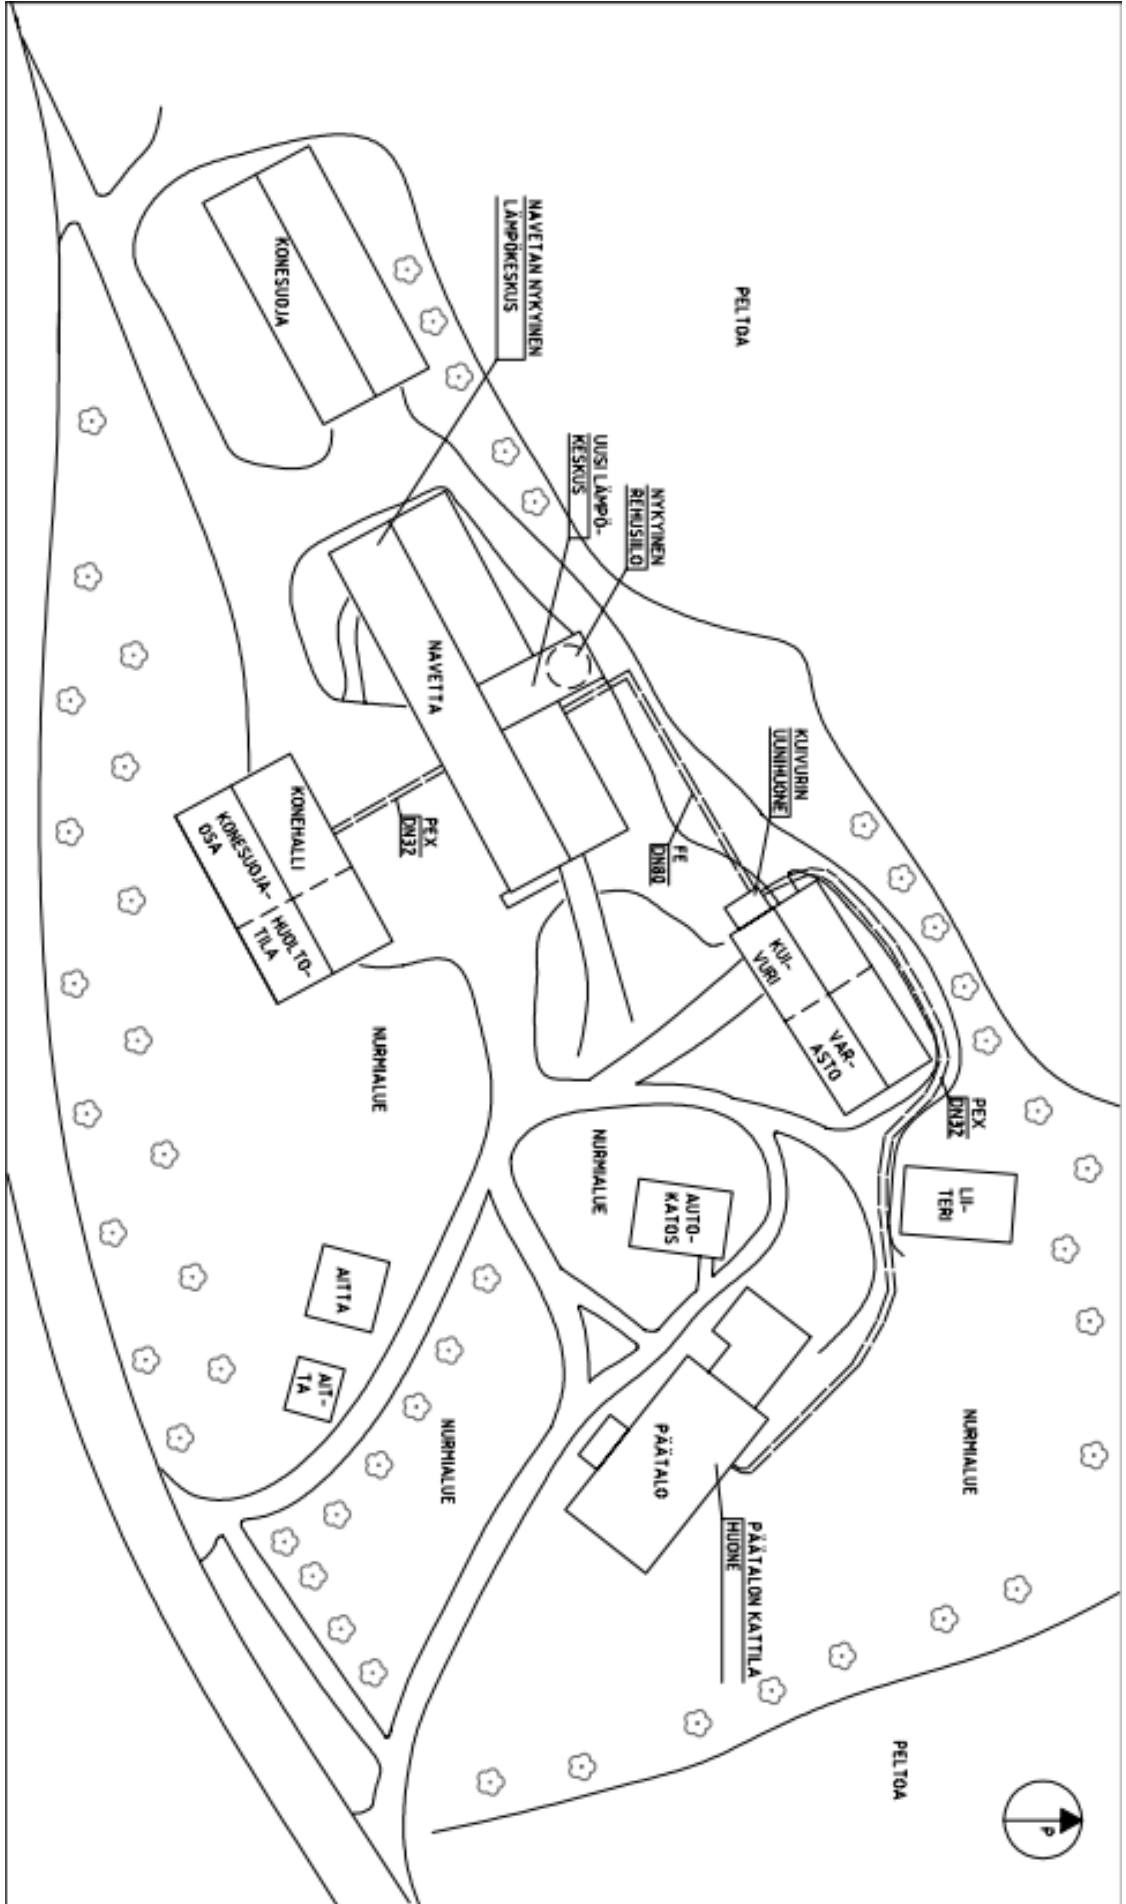 PELTOA
KONESUOJA
NAVETAN NYKYINEN
LÄMPÖKESKUS
UUSI LÄMPÖ-
KESKUS
NYKYINEN
REHUSIILO
NAVETTA
KUIVURIN
UUNIHUONE
FE
DN80
PEX
DN32
KONEHALLI
KONESUOJA-
OSA
HUOLTO-
TILA
KUI-
VURI
VAR-
ASTO
PEX
DN32
LII-
TERI
NURMIALUE
NURMIALUE
AUTO-
KATOS
AITTA
AIT-
TA
NURMIALUE
PÄÄTALO
PÄÄTALON KATTILA
HUONE
NURMIALUE
PELTOA
P